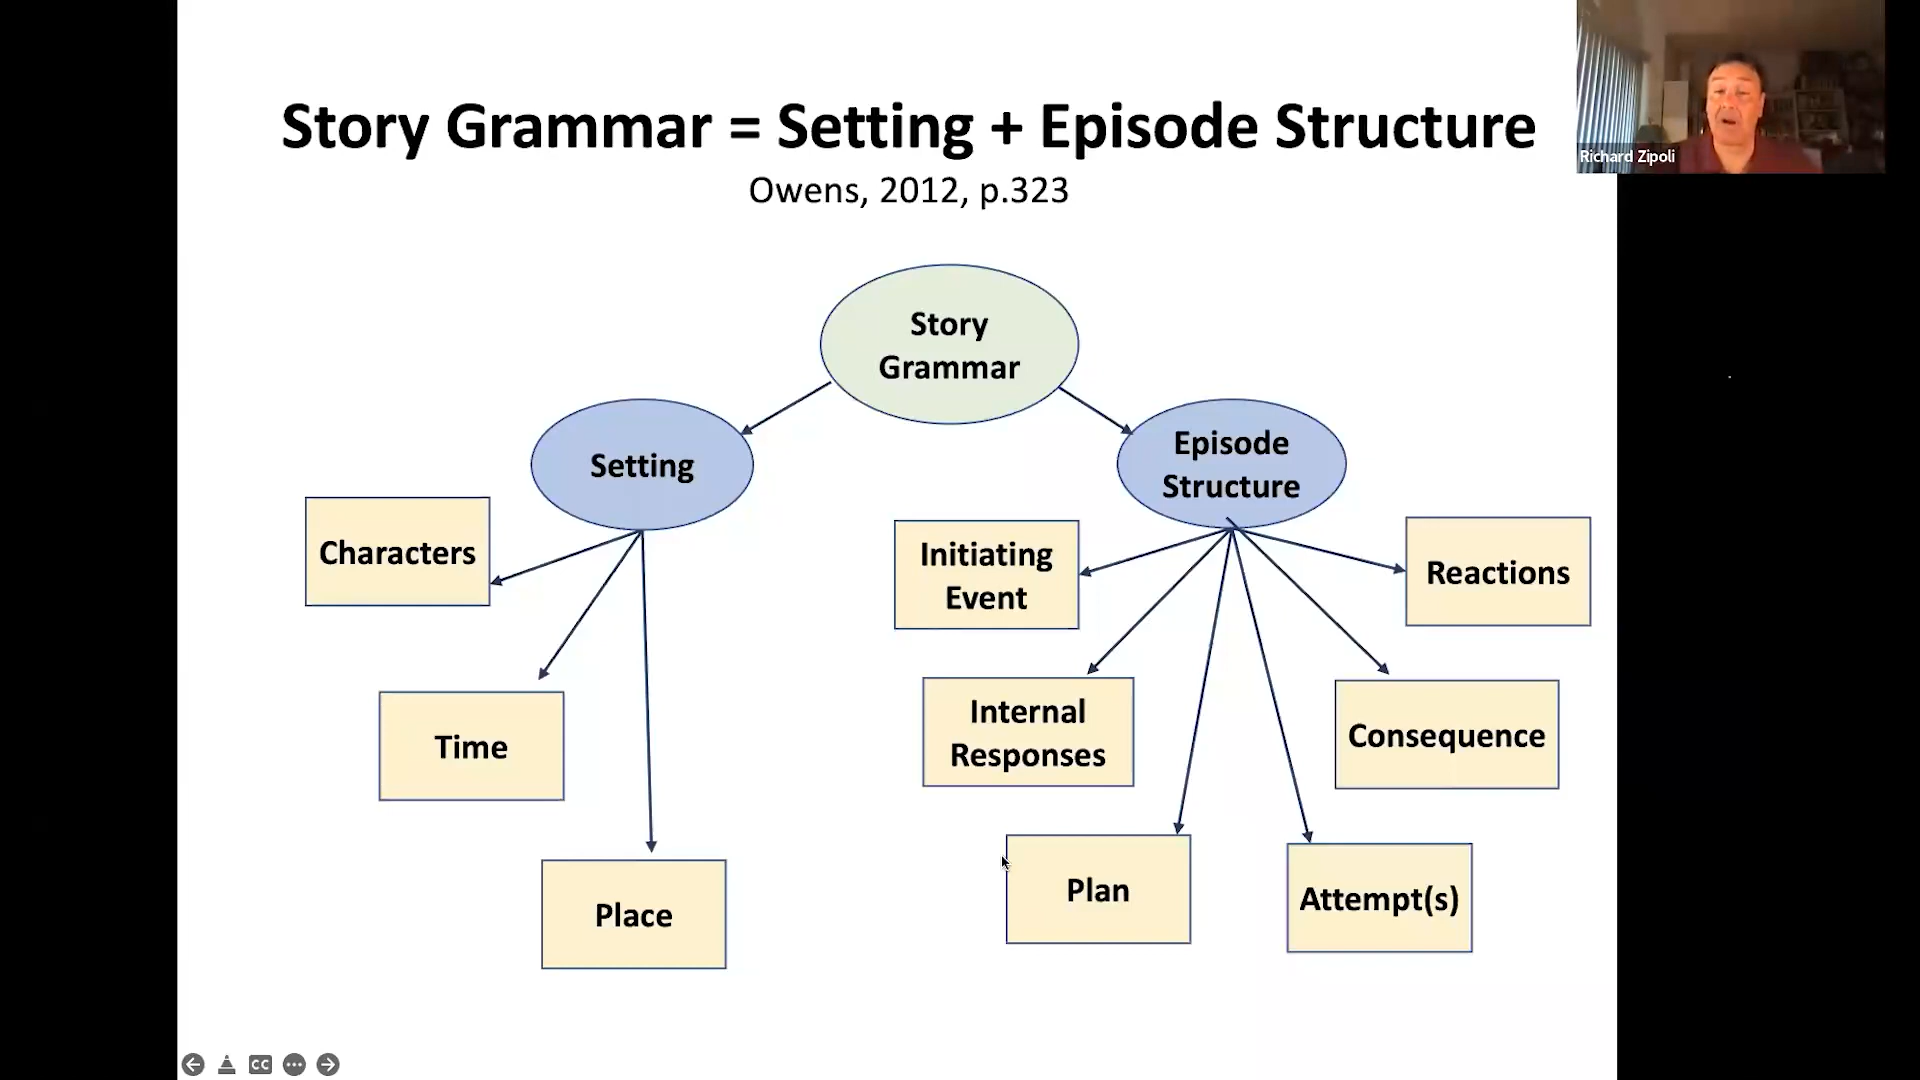 Story Grammar = Setting + Episode Structure
Owens, 2012, p.323
Richard Zipoli
Story
Grammar
Setting
Episode
Structure
Characters
Time
Place
Initiating
Event
Internal
Responses
Plan
Attempt(s)
Consequence
Reactions
CC